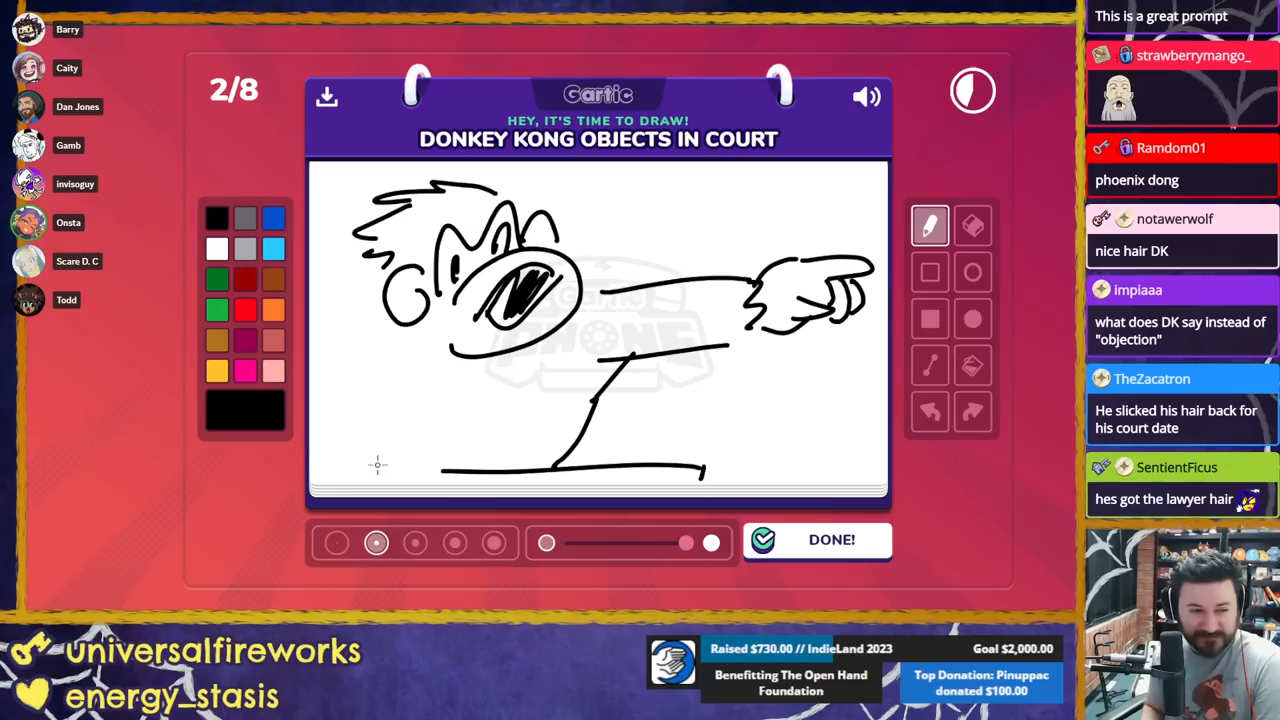 Barry
Caity
Dan Jones
Gamb
invisoguy
Onsta
Scare D. C
Todd
2/8
Gartic
HEY, IT'S TIME TO DRAW!
DONKEY KONG OBJECTS IN COURT
Gartic
PHONE
DONE!
This is a great prompt
strawberrymango_
Ramdom01
phoenix dong
notawerwolf
nice hair DK
impiaaa
what does DK say instead of
"objection"
TheZacatron
He slicked his hair back for
his court date
SentientFicus
hes got the lawyer hair
universalfireworks
energy_stasis
Raised $730.00 // IndieLand 2023
Goal $2,000.00
Benefitting The Open Hand
Foundation
Top Donation: Pinuppac
donated $100.00